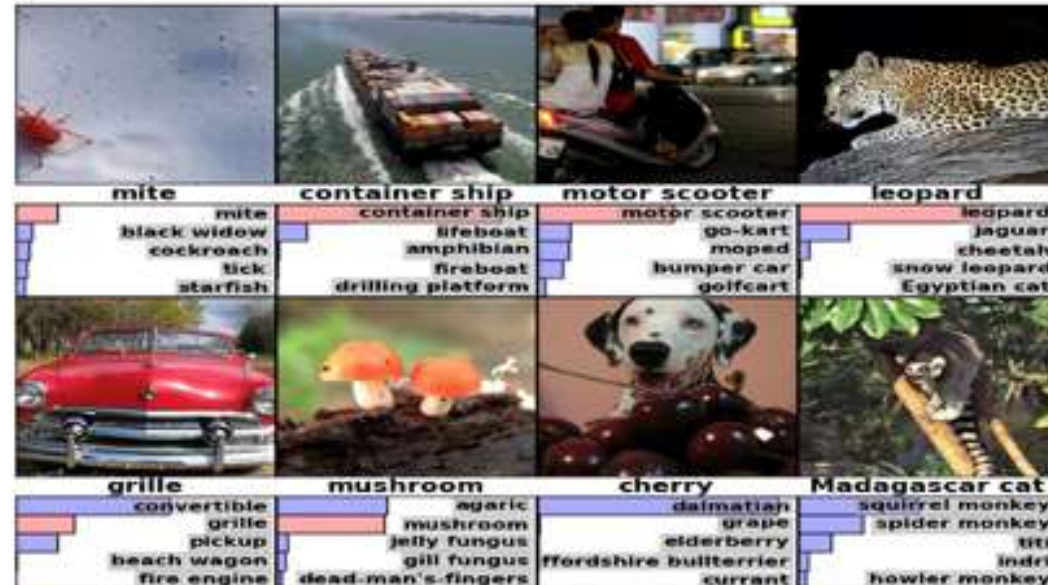 mite
container ship
motor scooter
leopard
mite
black widow
cockroach
tick
starfish
container ship
lifeboat
amphibian
fireboat
drilling platform
motor scooter
go-kart
moped
bumper car
golfcart
leopard
jaguar
cheetah
snow leopard
Egyptian cat
grille
mushroom
cherry
Madagascar cat
convertible
grille
pickup
beach wagon
fire engine
agaric
mushroom
jelly fungus
gill fungus
dead-man's-fingers
dalmatian
grape
elderberry
ffordshire bullterrier
currant
squirrel monkey
spider monkey
titi
indri
howler monkey